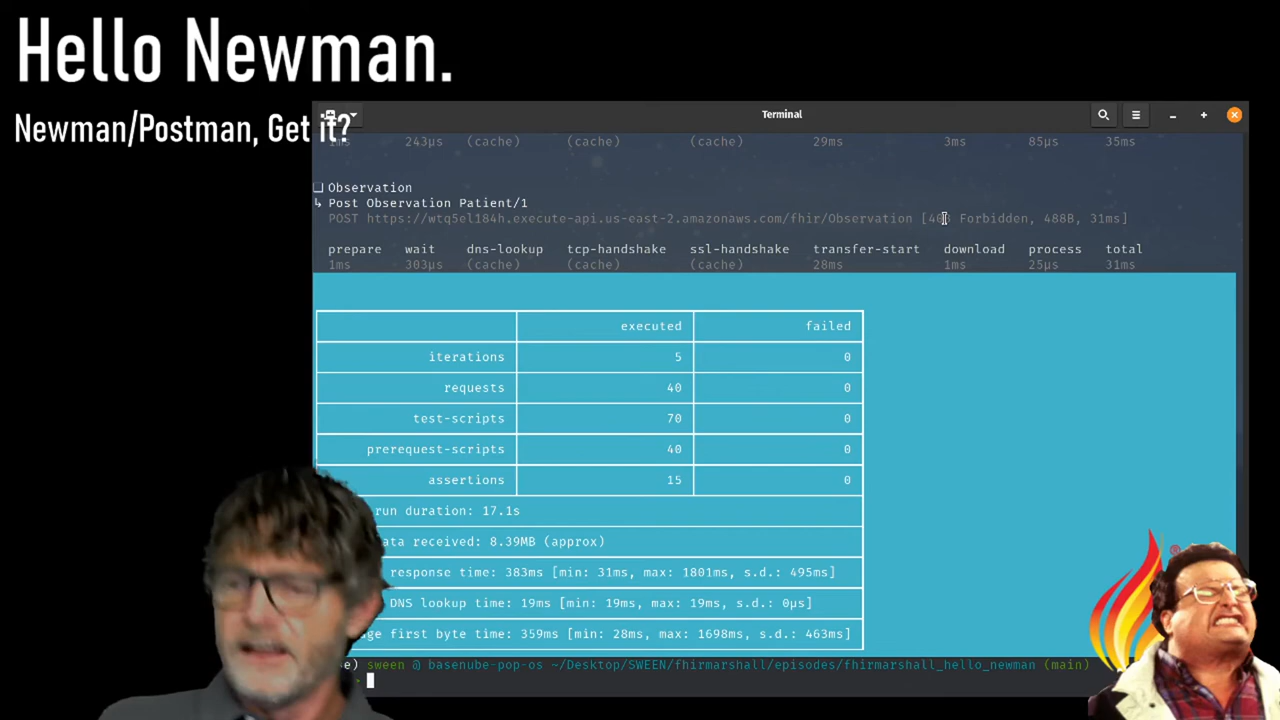 Hello Newman.
Newman/Postman, Get it?
Terminal
1ms 243µs (cache) (cache) (cache) 29ms 3ms 85µs 35ms
❏ Observation
↳ Post Observation Patient/1
POST https://wtq5el184h.execute-api.us-east-2.amazonaws.com/fhir/Observation [403 Forbidden, 488B, 31ms]
prepare wait dns-lookup tcp-handshake ssl-handshake transfer-start download process total
1ms 303µs (cache) (cache) (cache) 28ms 1ms 25µs 31ms
executed failed
iterations 5 0
requests 40 0
test-scripts 70 0
prerequest-scripts 40 0
assertions 15 0
run duration: 17.1s
ata received: 8.39MB (approx)
response time: 383ms [min: 31ms, max: 1801ms, s.d.: 495ms]
DNS lookup time: 19ms [min: 19ms, max: 19ms, s.d.: 0µs]
ge first byte time: 359ms [min: 28ms, max: 1698ms, s.d.: 463ms]
se) sween @ basenube-pop-os ~/Desktop/SWEEN/fhirmarshall/episodes/fhirmarshall_hello_newman (main)
>